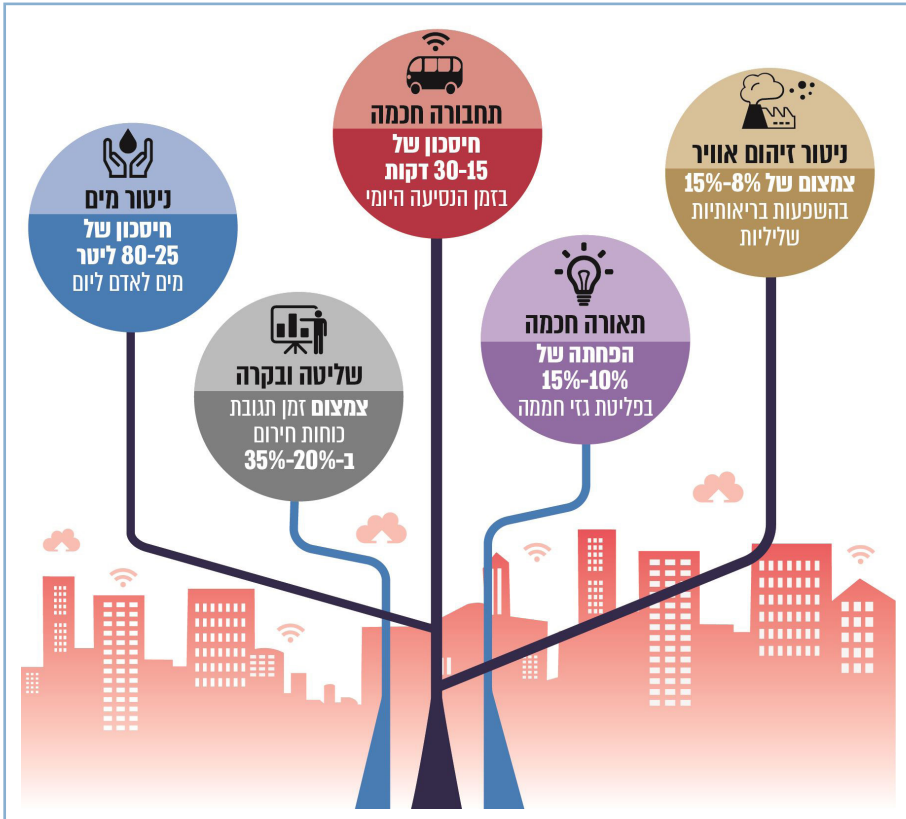 תחבורה חכמה
חיסכון של
30-15 דקות
בזמן הנסיעה היומי
ניטור זיהום אוויר
צמצום של 8%-15%
בהשפעות בריאותיות
שליליות
ניטור מים
חיסכון של
80-25 ליטר
מים לאדם ליום
תאורה חכמה
הפחתה של
10%-15%
בפליטת גזי חממה
שליטה ובקרה
צמצום זמן תגובת
כוחות חירום
ב-20%-35%